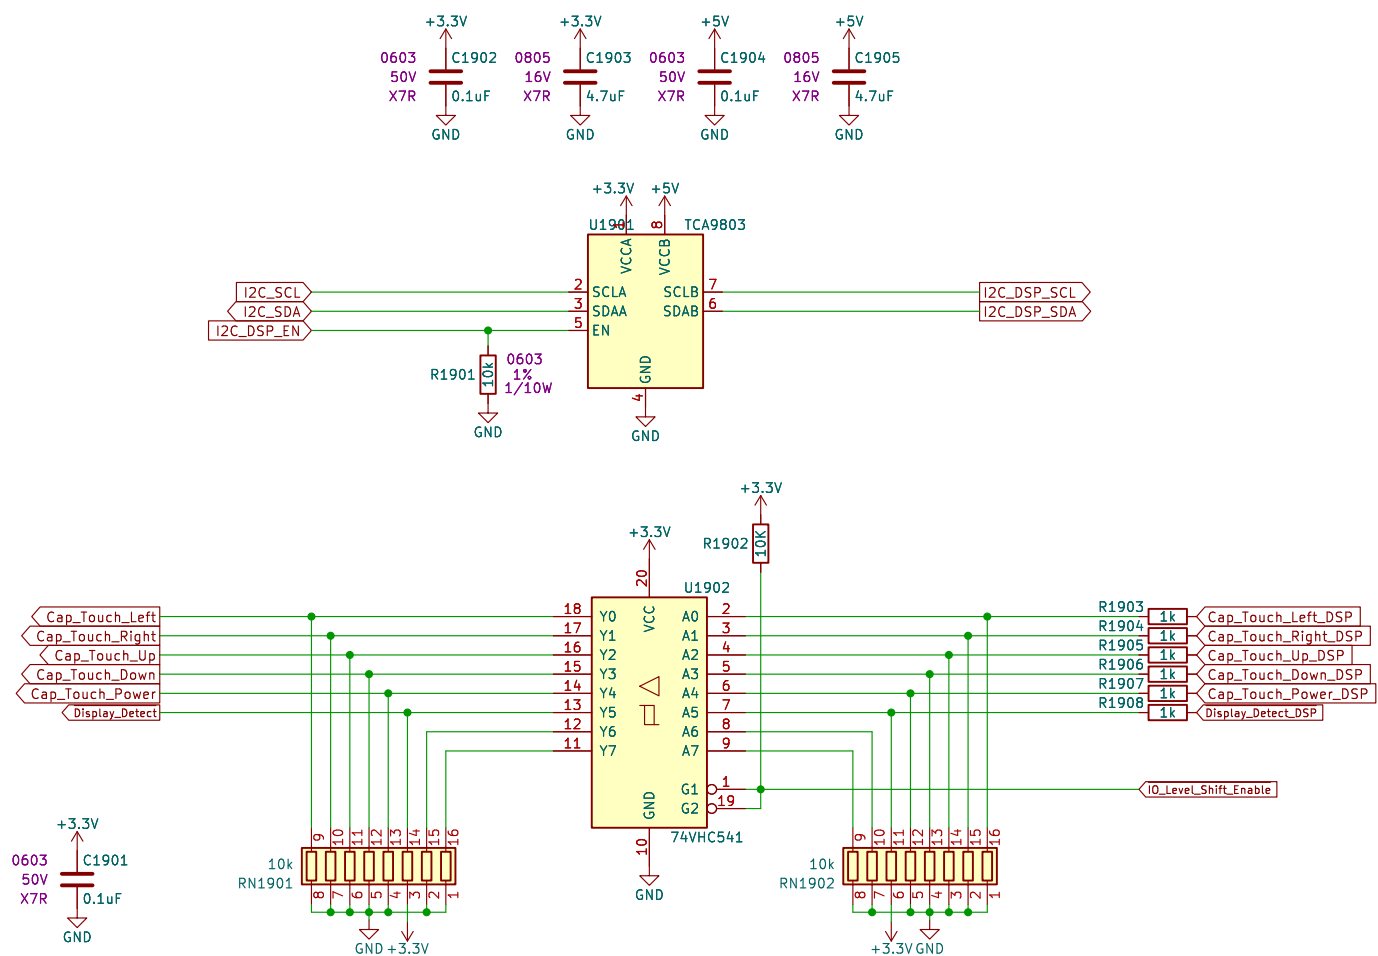 +3.3V +3.3V +5V +5V
0603 C1902 0805 C1903 0603 C1904 0805 C1905
50V 16V 50V 16V
X7R 0.1uF X7R 4.7uF X7R 0.1uF X7R 4.7uF
GND GND GND GND
+3.3V +5V
U1901 TCA9803
1 8
VCCA VCCB
I2C_SCL 2 SCLA SCLB 7 I2C_DSP_SCL
I2C_SDA 3 SDAA SDAB 6 I2C_DSP_SDA
I2C_DSP_EN 5 EN
0603
R1901 10k 1%
1/10W
GND
4
GND GND
+3.3V
+3.3V
R1902 10K
20
U1902
VCC
Cap_Touch_Left 18 Y0 A0 2 R1903 1k Cap_Touch_Left_DSP
Cap_Touch_Right 17 Y1 A1 3 R1904 1k Cap_Touch_Right_DSP
Cap_Touch_Up 16 Y2 A2 4 R1905 1k Cap_Touch_Up_DSP
Cap_Touch_Down 15 Y3 A3 5 R1906 1k Cap_Touch_Down_DSP
Cap_Touch_Power 14 Y4 A4 6 R1907 1k Cap_Touch_Power_DSP
Display_Detect 13 Y5 A5 7 R1908 1k Display_Detect_DSP
12 Y6 A6 8
11 Y7 A7 9
G1 1 IO_Level_Shift_Enable
GND G2 19
74VHC541
10
GND
+3.3V
0603 C1901
50V
X7R 0.1uF
GND
9 10 11 12 13 14 15 16
10k
RN1901
8 7 6 5 4 3 2 1
GND +3.3V
9 10 11 12 13 14 15 16
10k
RN1902
8 7 6 5 4 3 2 1
+3.3V GND